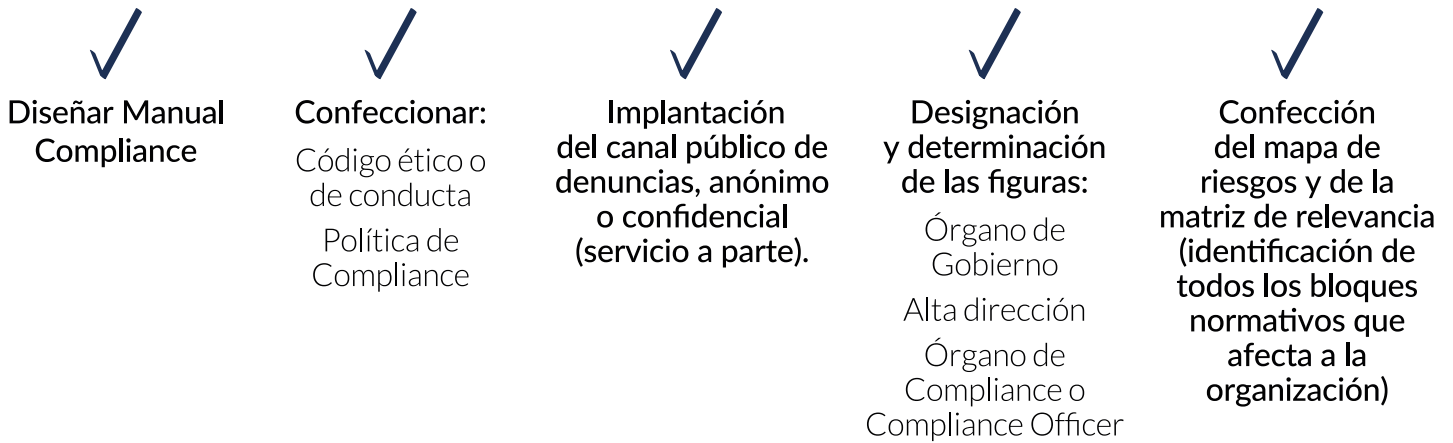 Diseñar Manual
Compliance
Confeccionar:
Código ético o
de conducta
Política de
Compliance
Implantación
del canal público de
denuncias, anónimo
o confidencial
(servicio a parte).
Designación
y determinación
de las figuras:
Órgano de
Gobierno
Alta dirección
Órgano de
Compliance o
Compliance Officer
Confección
del mapa de
riesgos y de la
matriz de relevancia
(identificación de
todos los bloques
normativos que
afecta a la
organización)